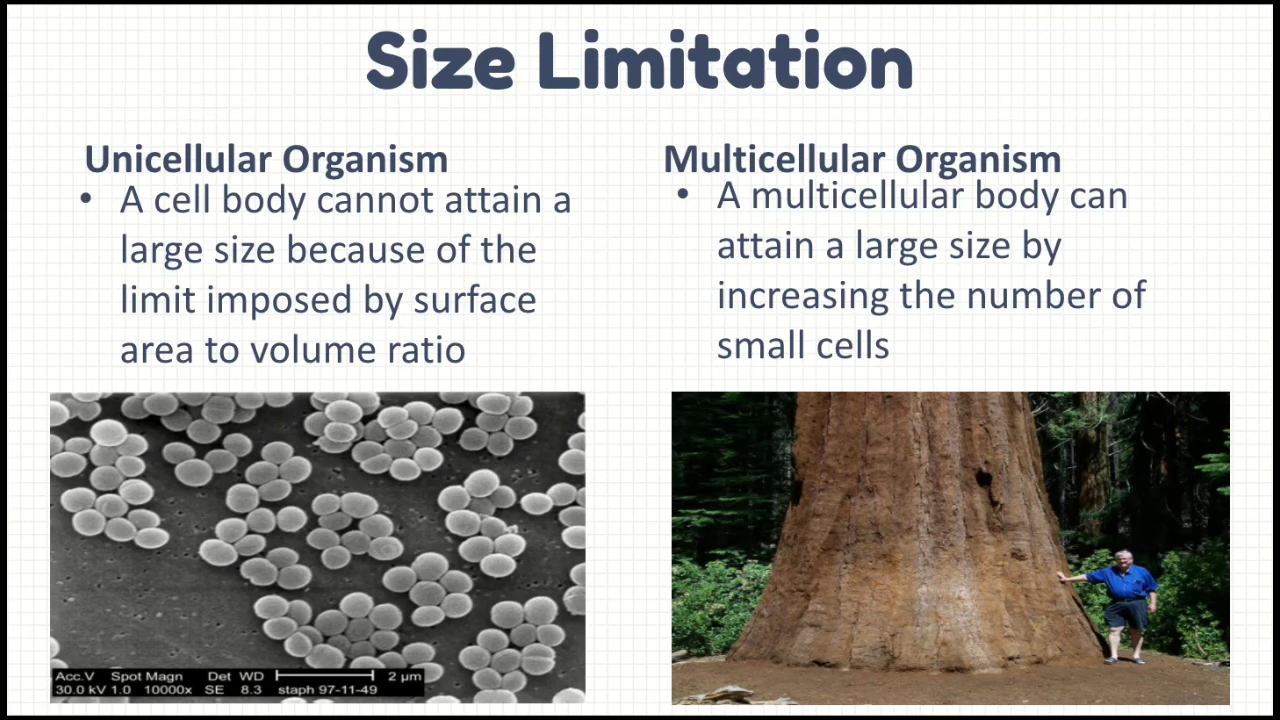 Size Limitation
Unicellular Organism
• A cell body cannot attain a
large size because of the
limit imposed by surface
area to volume ratio
Multicellular Organism
• A multicellular body can
attain a large size by
increasing the number of
small cells
Acc.V Spot Magn Det WD 2 µm
30.0 kV 1.0 10000x SE 8.3 staph 97-11-49